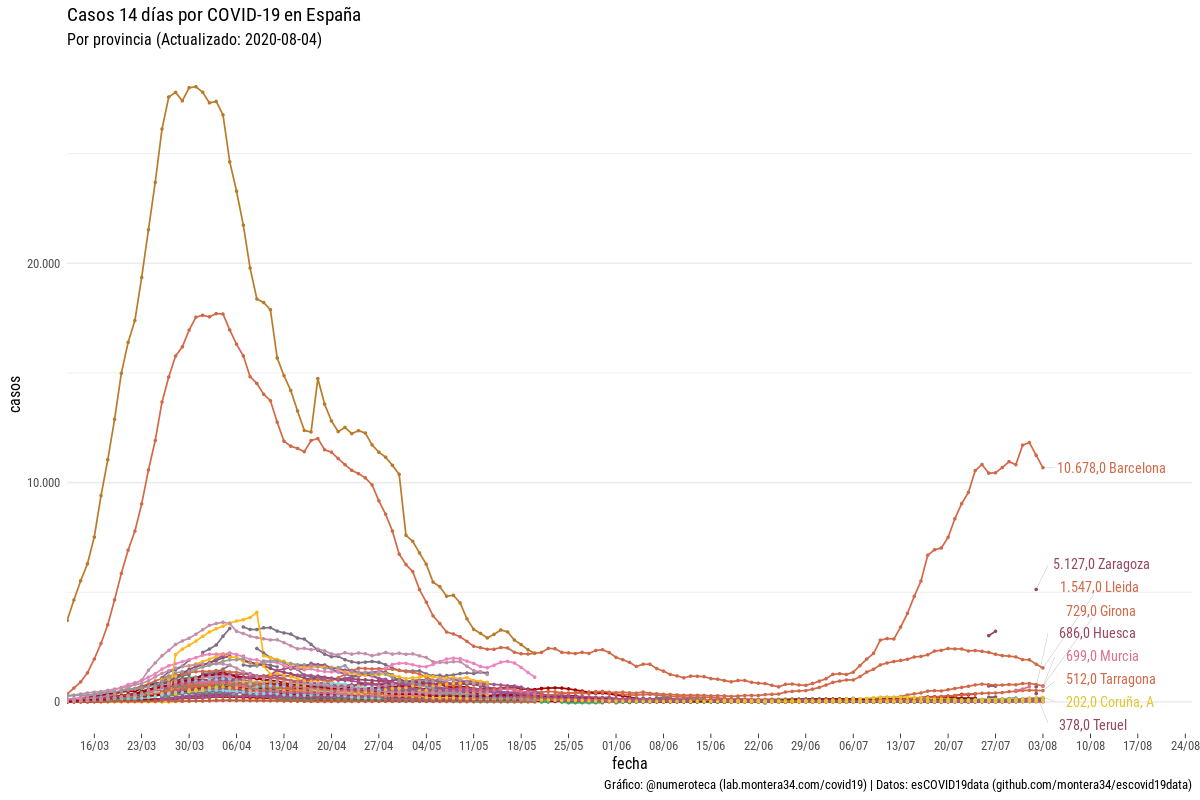 Casos 14 días por COVID-19 en España
Por provincia (Actualizado: 2020-08-04)
casos
20.000
10.000
0
10.678,0 Barcelona
5.127,0 Zaragoza
1.547,0 Lleida
729,0 Girona
686,0 Huesca
699,0 Murcia
512,0 Tarragona
202,0 Coruña, A
378,0 Teruel
16/03 23/03 30/03 06/04 13/04 20/04 27/04 04/05 11/05 18/05 25/05 01/06 08/06 15/06 22/06 29/06 06/07 13/07 20/07 27/07 03/08 10/08 17/08 24/08
fecha
Gráfico: @numeroteca (lab.montera34.com/covid19) | Datos: esCOVID19data (github.com/montera34/escovid19data)